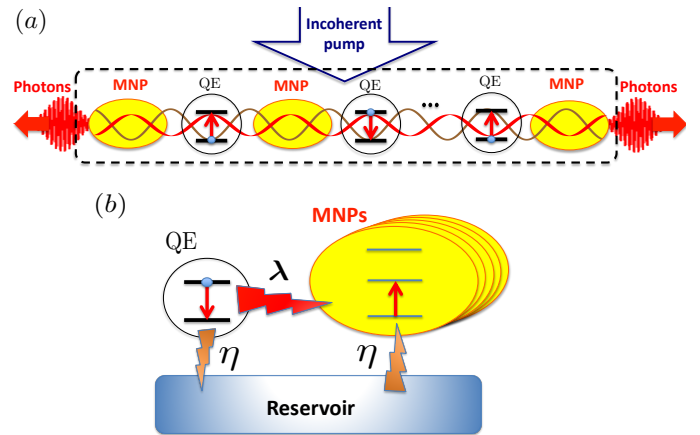 (a)
Incoherent
pump
MNP
QE
MNP
QE
...
QE
MNP
Photons
Photons
(b)
QE
λ
MNPs
η
η
Reservoir